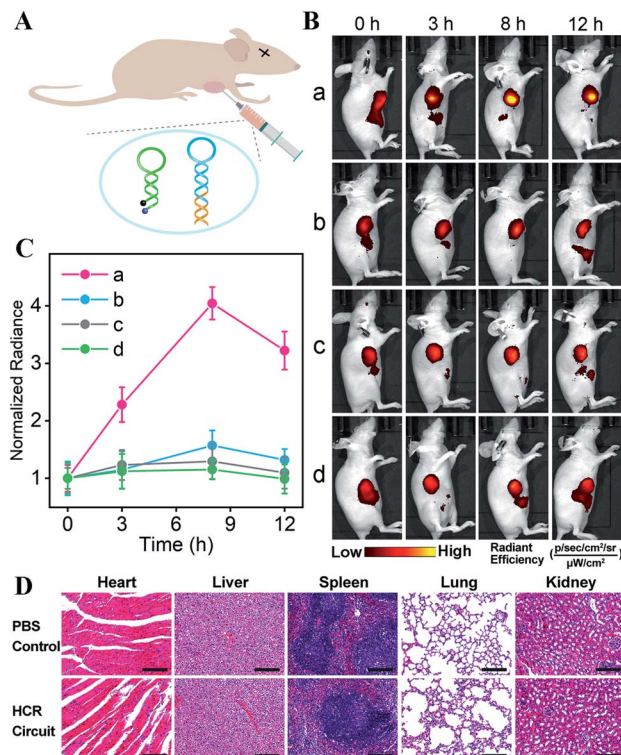 A
B
0 h 3 h 8 h 12 h
a
b
c
d
Low High Radiant Efficiency (p/sec/cm²/sr / μW/cm²)
C
a
b
c
d
Normalized Radiance
4
3
2
1
0 3 6 9 12
Time (h)
D
Heart Liver Spleen Lung Kidney
PBS
Control
HCR
Circuit